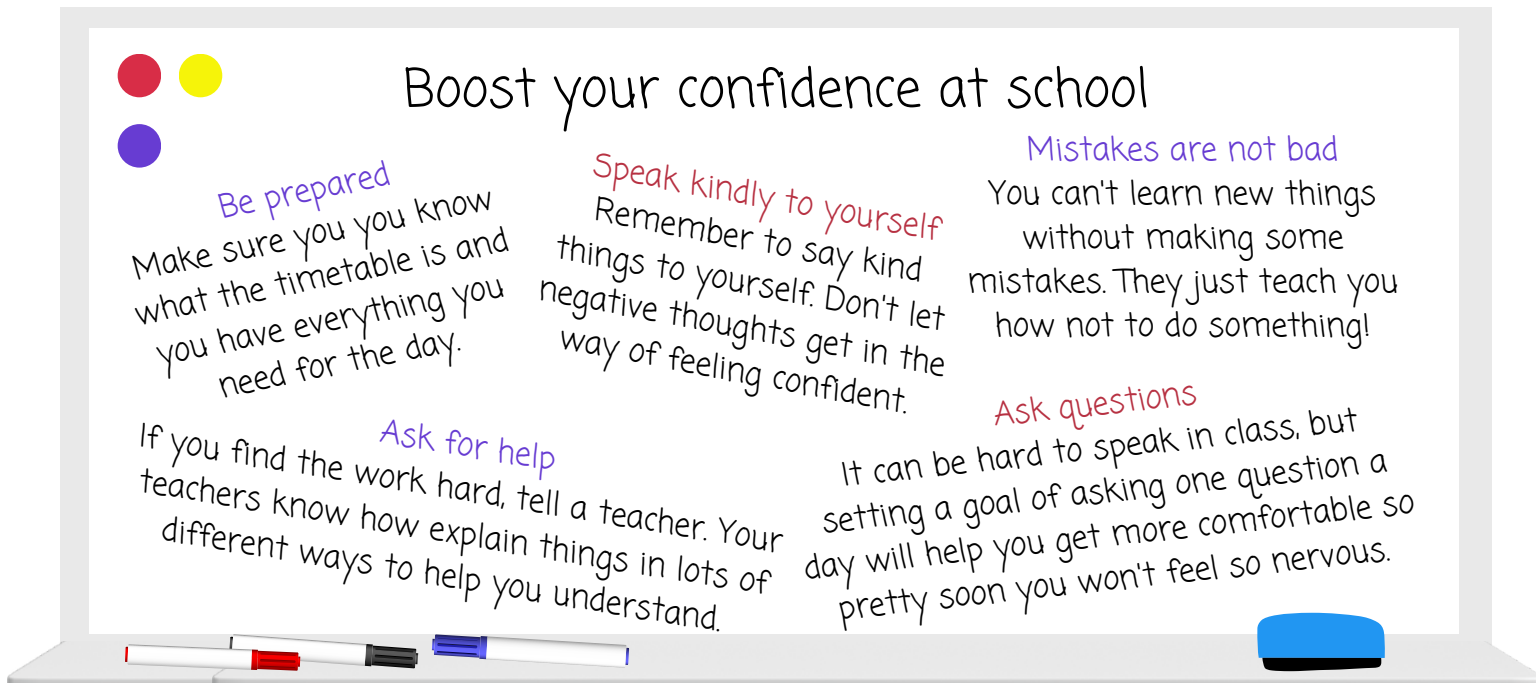 Boost your confidence at school
Be prepared
Make sure you you know
what the timetable is and
you have everything you
need for the day.
Speak kindly to yourself
Remember to say kind
things to yourself. Don't let
negative thoughts get in the
way of feeling confident.
Mistakes are not bad
You can't learn new things
without making some
mistakes. They just teach you
how not to do something!
Ask for help
If you find the work hard, tell a teacher. Your
teachers know how explain things in lots of
different ways to help you understand.
Ask questions
It can be hard to speak in class, but
setting a goal of asking one question a
day will help you get more comfortable so
pretty soon you won't feel so nervous.